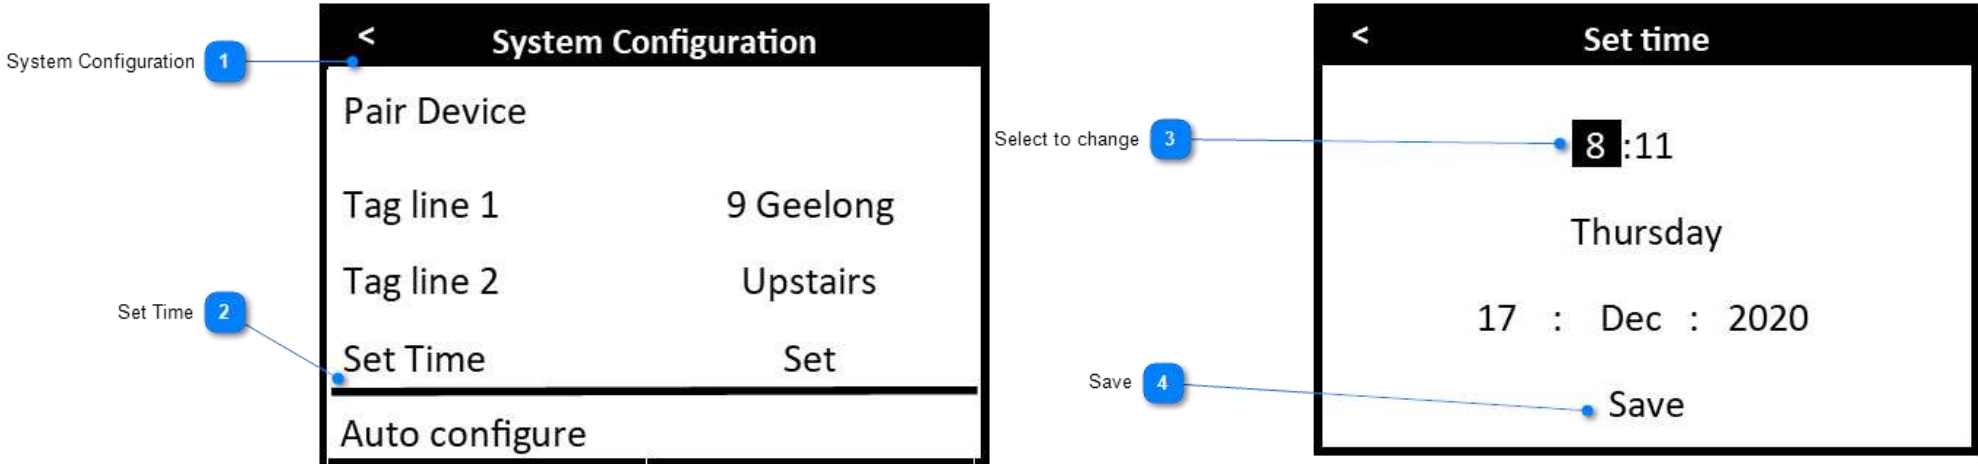 System Configuration 1
< System Configuration
Pair Device
Tag line 1 9 Geelong
Tag line 2 Upstairs
Set Time 2
Set Time Set
Auto configure
< Set time
Select to change 3
8 :11
Thursday
17 : Dec : 2020
Save 4
Save